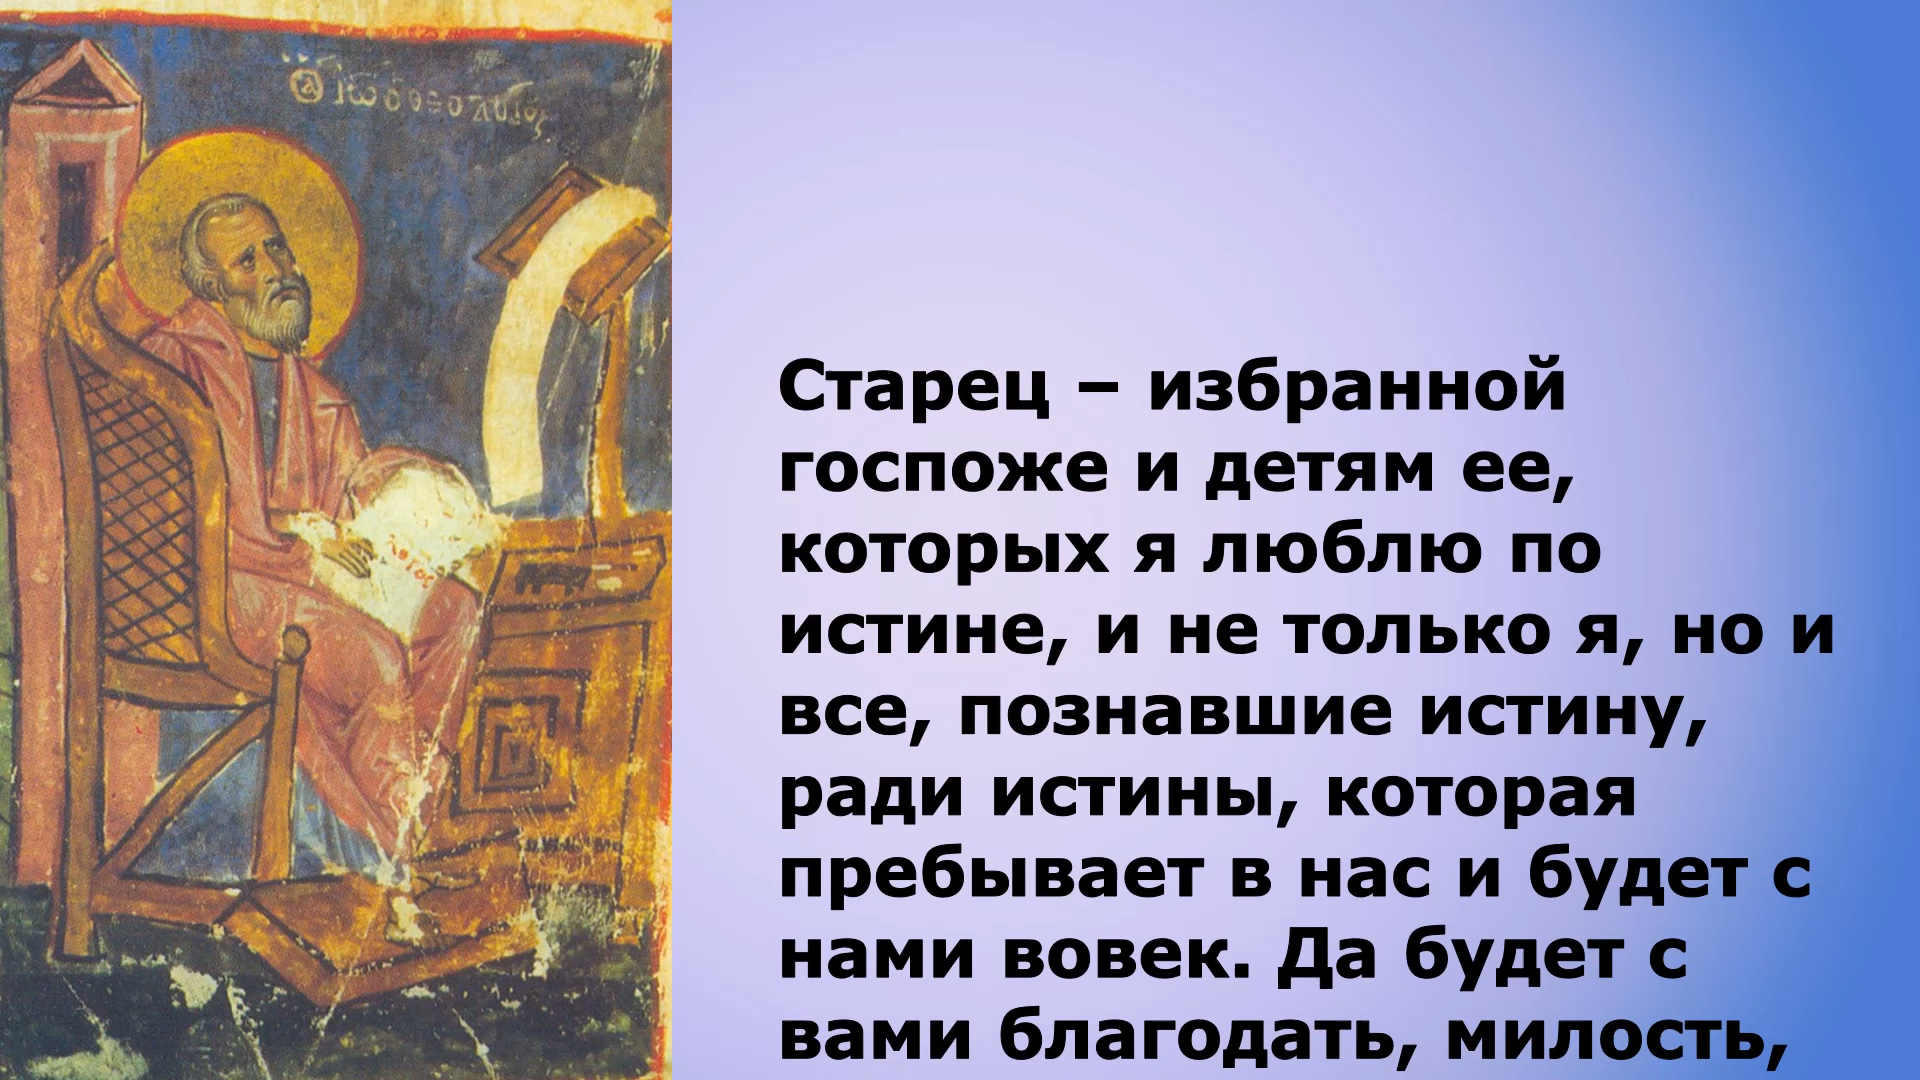 Старец – избранной
госпоже и детям ее,
которых я люблю по
истине, и не только я, но и
все, познавшие истину,
ради истины, которая
пребывает в нас и будет с
нами вовек. Да будет с
вами благодать, милость,